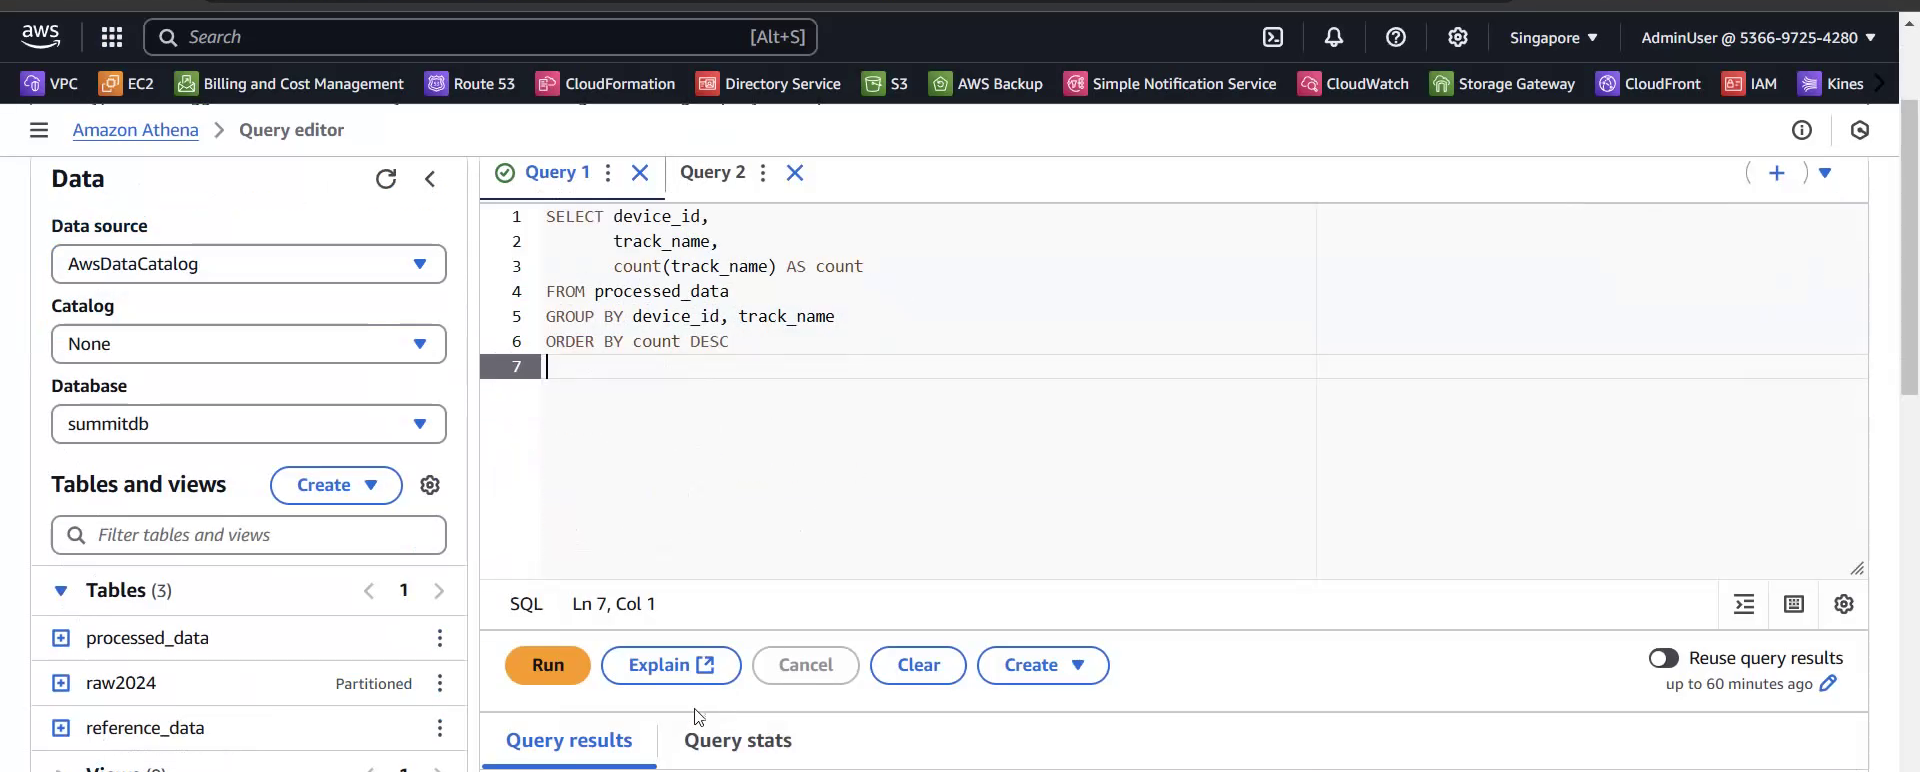 aws Search [Alt+S] Singapore AdminUser @ 5366-9725-4280
VPC EC2 Billing and Cost Management Route 53 CloudFormation Directory Service S3 AWS Backup Simple Notification Service CloudWatch Storage Gateway CloudFront IAM Kines
Amazon Athena Query editor
Data
Data source
AwsDataCatalog
Catalog
None
Database
summitdb
Tables and views Create
Filter tables and views
Tables (3) 1
processed_data
raw2024 Partitioned
reference_data
Query 1 Query 2
1 SELECT device_id,
2 track_name,
3 count(track_name) AS count
4 FROM processed_data
5 GROUP BY device_id, track_name
6 ORDER BY count DESC
7
SQL Ln 7, Col 1
Run Explain Cancel Clear Create
Reuse query results
up to 60 minutes ago
Query results Query stats